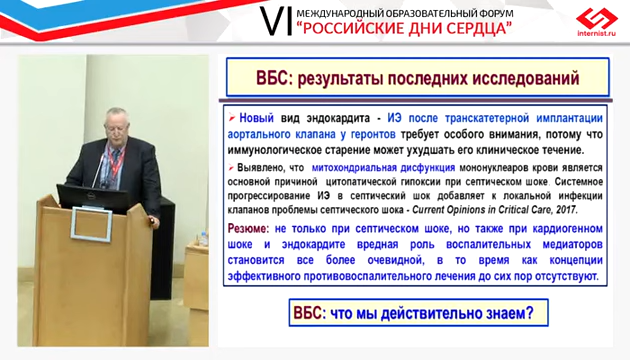 VI МЕЖДУНАРОДНЫЙ ОБРАЗОВАТЕЛЬНЫЙ ФОРУМ
“РОССИЙСКИЕ ДНИ СЕРДЦА”
internist.ru
ВБС: результаты последних исследований
Новый вид эндокардита - ИЭ после транскатетерной имплантации
аортального клапана у геронтов требует особого внимания, потому что
иммунологическое старение может ухудшать его клиническое течение.
Выявлено, что митохондриальная дисфункция мононуклеаров крови является
основной причиной цитопатической гипоксии при септическом шоке. Системное
прогрессирование ИЭ в септический шок добавляет к локальной инфекции
клапанов проблемы септического шока - Current Opinions in Critical Care, 2017.
Резюме: не только при септическом шоке, но также при кардиогенном
шоке и эндокардите вредная роль воспалительных медиаторов
становится все более очевидной, в то время как концепции
эффективного противовоспалительного лечения до сих пор отсутствуют.
ВБС: что мы действительно знаем?